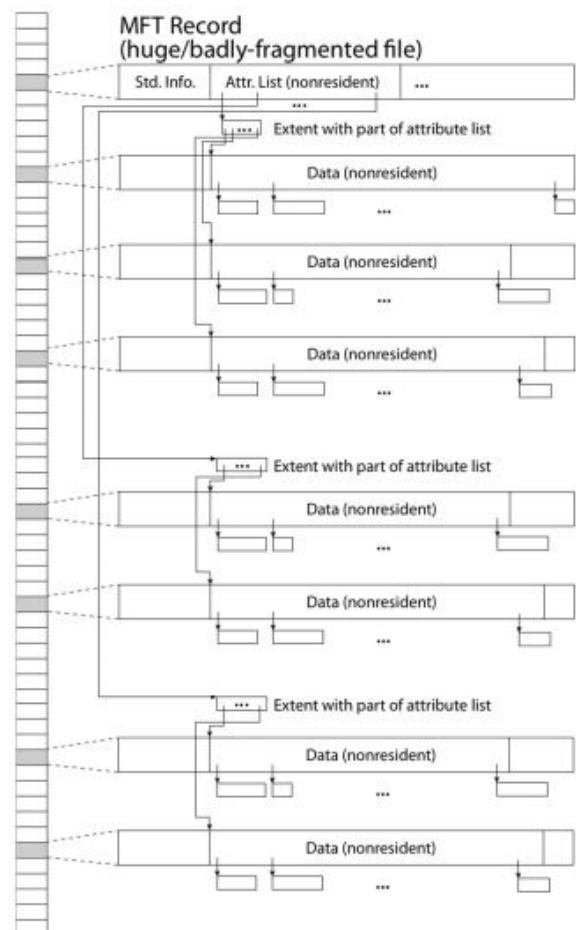 MFT Record
(huge/badly-fragmented file)
Std. Info. Attr. List (nonresident) ...
...
... Extent with part of attribute list
Data (nonresident)
...
Data (nonresident)
...
Data (nonresident)
...
... Extent with part of attribute list
Data (nonresident)
...
Data (nonresident)
...
... Extent with part of attribute list
Data (nonresident)
...
Data (nonresident)
...